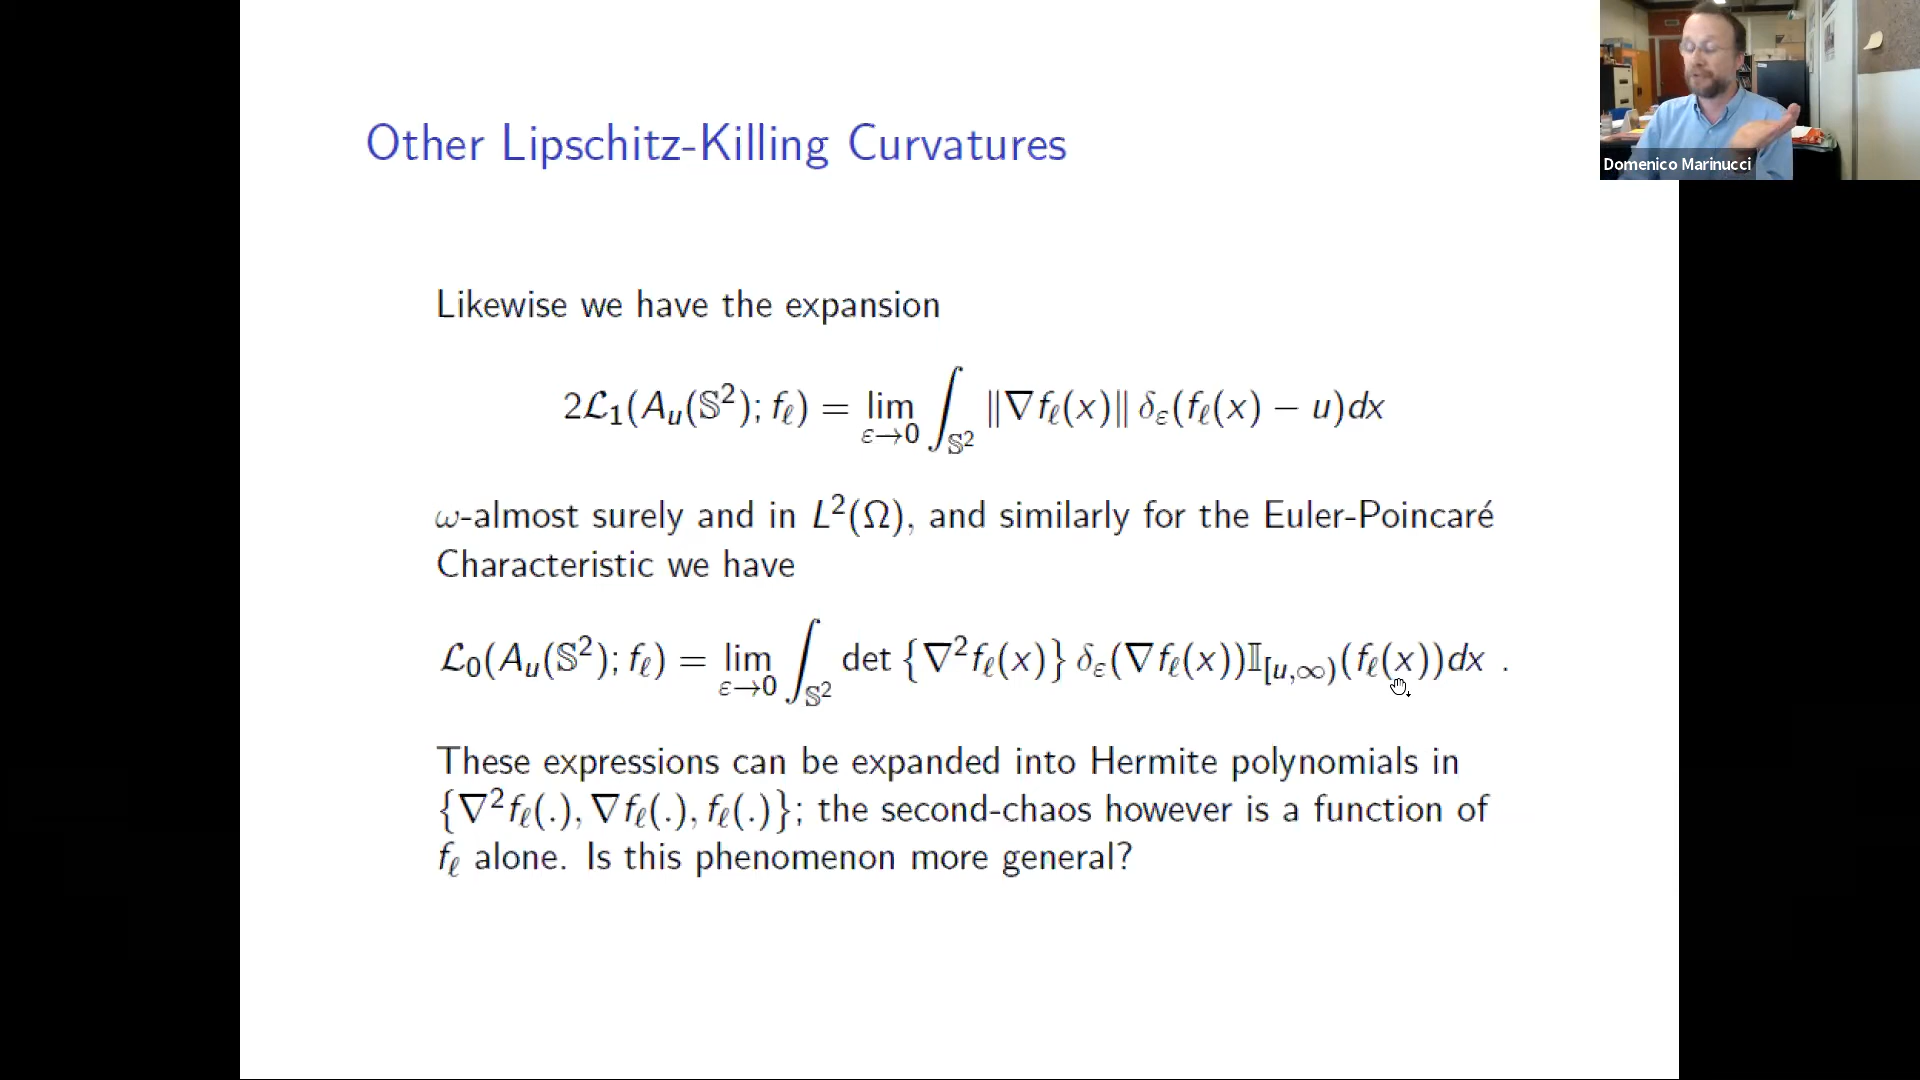 Other Lipschitz-Killing Curvatures
Domenico Marinucci
Likewise we have the expansion
2ℒ₁(Aᵤ(𝕊²); f_ℓ) = lim_{ε→0} ∫_{𝕊²} ‖∇f_ℓ(x)‖ δ_ε(f_ℓ(x) − u)dx
ω-almost surely and in L²(Ω), and similarly for the Euler-Poincaré
Characteristic we have
ℒ₀(Aᵤ(𝕊²); f_ℓ) = lim_{ε→0} ∫_{𝕊²} det {∇²f_ℓ(x)} δ_ε(∇f_ℓ(x))𝕀_{[u,∞)}(f_ℓ(x))dx .
These expressions can be expanded into Hermite polynomials in
{∇²f_ℓ(.), ∇f_ℓ(.), f_ℓ(.)}; the second-chaos however is a function of
f_ℓ alone. Is this phenomenon more general?